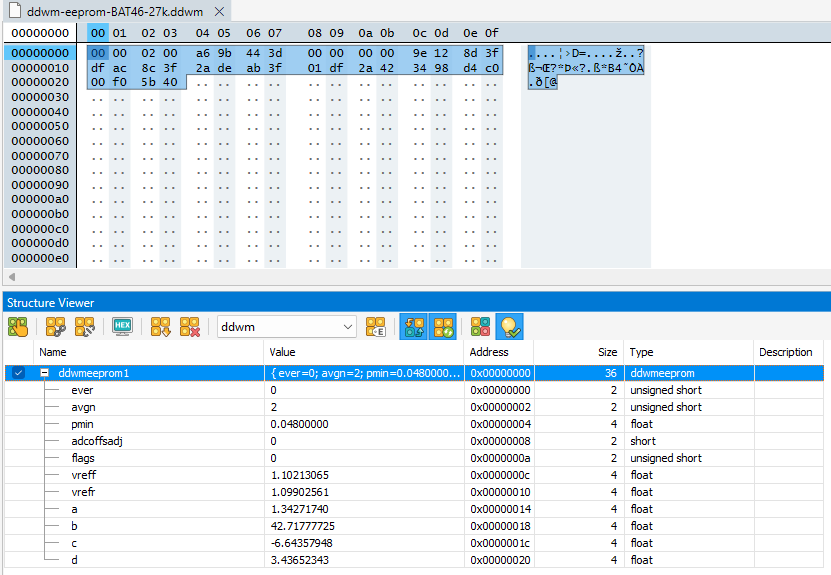 ddwm-eeprom-BAT46-27k.ddwm ×
00000000 00 01 02 03 04 05 06 07 08 09 0a 0b 0c 0d 0e 0f
00000000 00 00 02 00 a6 9b 44 3d 00 00 00 00 9e 12 8d 3f ....¦›D=....ž..?
00000010 df ac 8c 3f 2a de ab 3f 01 df 2a 42 34 98 d4 c0 ß¬Œ?*Þ«?.ß*B4˜ÔÀ
00000020 00 f0 5b 40 .. .. .. .. .. .. .. .. .. .. .. .. .ð[@
00000030 .. .. .. .. .. .. .. .. .. .. .. .. .. .. .. ..
00000040 .. .. .. .. .. .. .. .. .. .. .. .. .. .. .. ..
00000050 .. .. .. .. .. .. .. .. .. .. .. .. .. .. .. ..
00000060 .. .. .. .. .. .. .. .. .. .. .. .. .. .. .. ..
00000070 .. .. .. .. .. .. .. .. .. .. .. .. .. .. .. ..
00000080 .. .. .. .. .. .. .. .. .. .. .. .. .. .. .. ..
00000090 .. .. .. .. .. .. .. .. .. .. .. .. .. .. .. ..
000000a0 .. .. .. .. .. .. .. .. .. .. .. .. .. .. .. ..
000000b0 .. .. .. .. .. .. .. .. .. .. .. .. .. .. .. ..
000000c0 .. .. .. .. .. .. .. .. .. .. .. .. .. .. .. ..
000000d0 .. .. .. .. .. .. .. .. .. .. .. .. .. .. .. ..
000000e0 .. .. .. .. .. .. .. .. .. .. .. .. .. .. .. ..
Structure Viewer
HEX ddwm E
Name Value Address Size Type Description
ddwmeeprom1 { ever=0; avgn=2; pmin=0.0480000... 0x00000000 36 ddwmeeprom
ever 0 0x00000000 2 unsigned short
avgn 2 0x00000002 2 unsigned short
pmin 0.04800000 0x00000004 4 float
adcoffsadj 0 0x00000008 2 short
flags 0 0x0000000a 2 unsigned short
vreff 1.10213065 0x0000000c 4 float
vrefr 1.09902561 0x00000010 4 float
a 1.34271740 0x00000014 4 float
b 42.71777725 0x00000018 4 float
c -6.64357948 0x0000001c 4 float
d 3.43652343 0x00000020 4 float